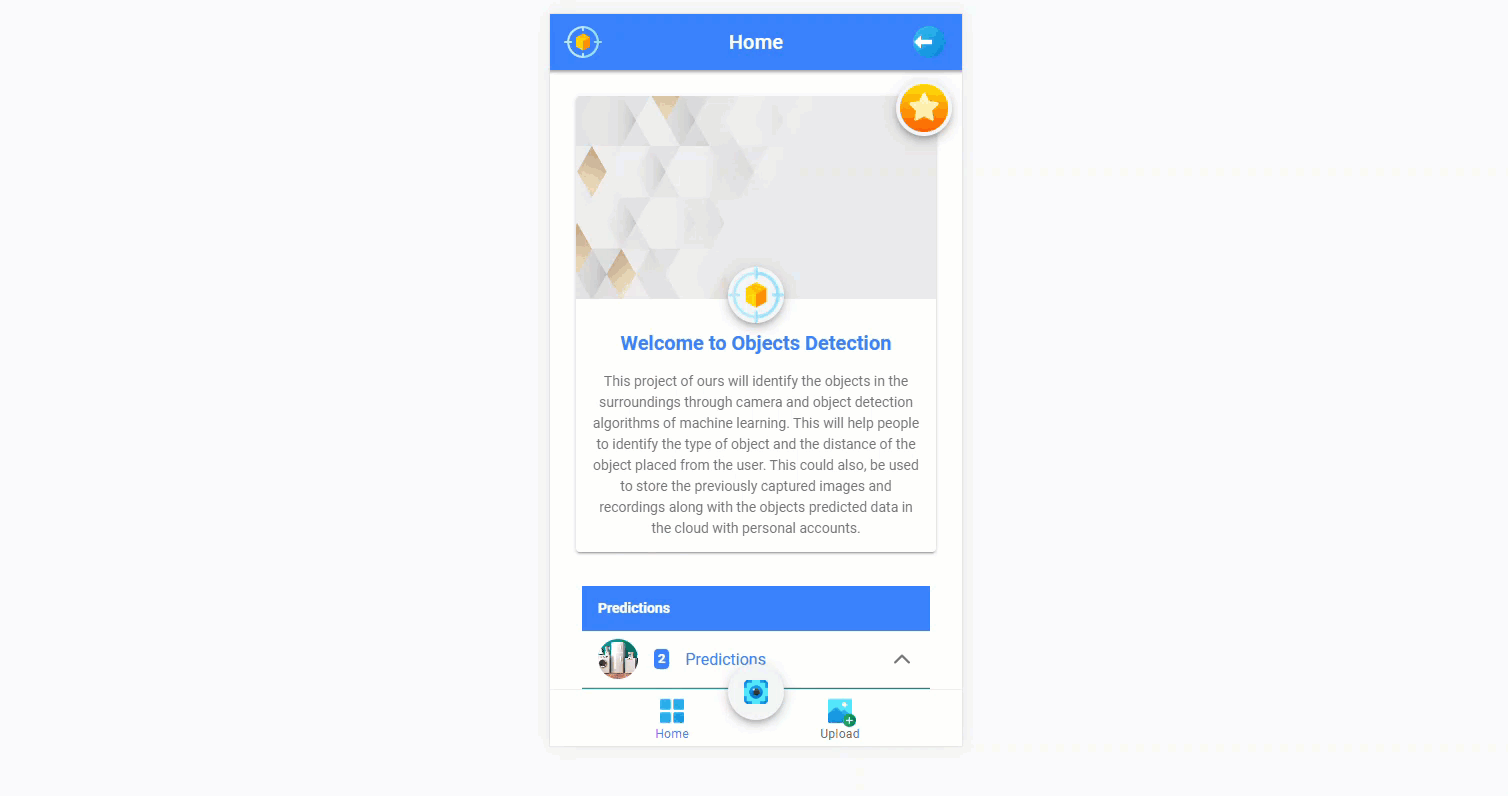 Home
Welcome to Objects Detection
This project of ours will identify the objects in the
surroundings through camera and object detection
algorithms of machine learning. This will help people
to identify the type of object and the distance of the
object placed from the user. This could also, be used
to store the previously captured images and
recordings along with the objects predicted data in
the cloud with personal accounts.
Predictions
2 Predictions
Home Upload